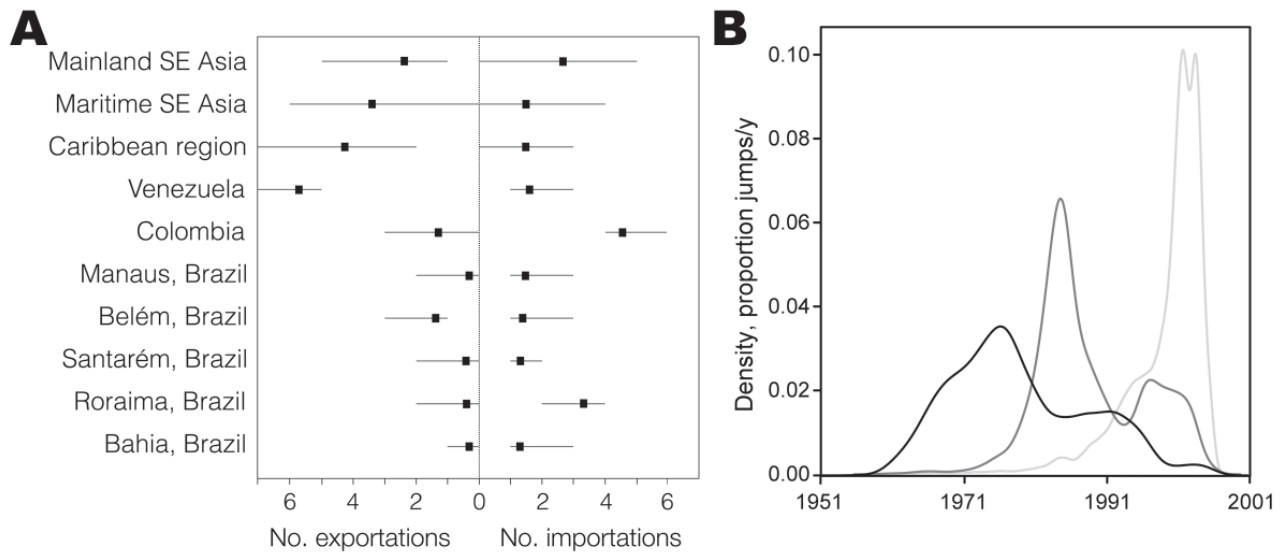 A
Mainland SE Asia
Maritime SE Asia
Caribbean region
Venezuela
Colombia
Manaus, Brazil
Belém, Brazil
Santarém, Brazil
Roraima, Brazil
Bahia, Brazil
6 4 2 0 2 4 6
No. exportations No. importations
B
Density, proportion jumps/y
0.10
0.08
0.06
0.04
0.02
0.00
1951 1971 1991 2001